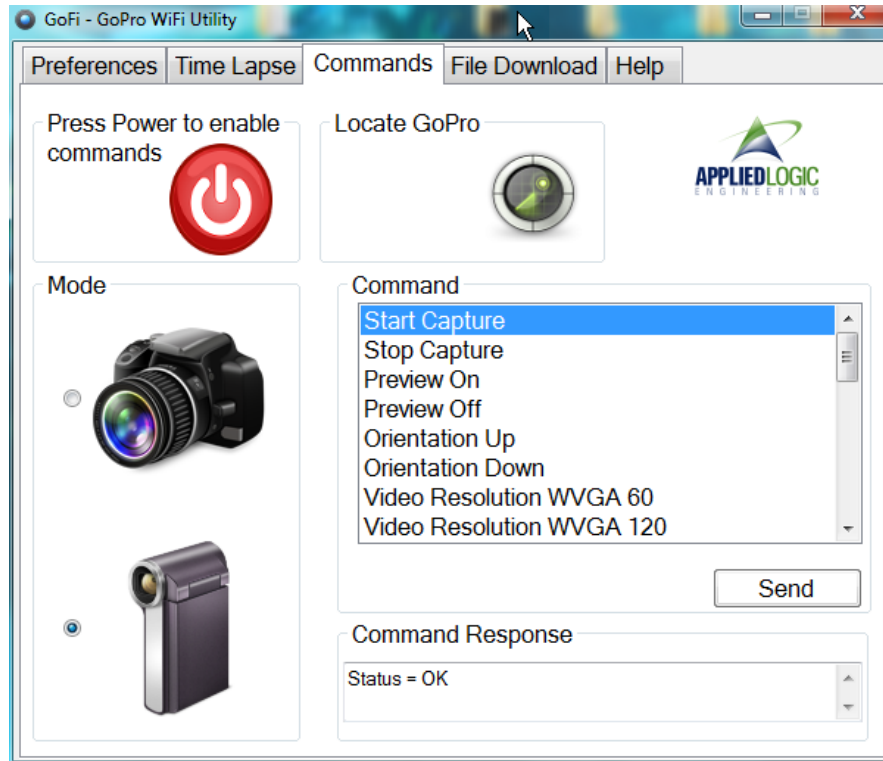 GoFi - GoPro WiFi Utility
Preferences Time Lapse Commands File Download Help
Press Power to enable
commands
Locate GoPro
APPLIEDLOGIC
ENGINEERING
Mode
Command
Start Capture
Stop Capture
Preview On
Preview Off
Orientation Up
Orientation Down
Video Resolution WVGA 60
Video Resolution WVGA 120
Send
Command Response
Status = OK